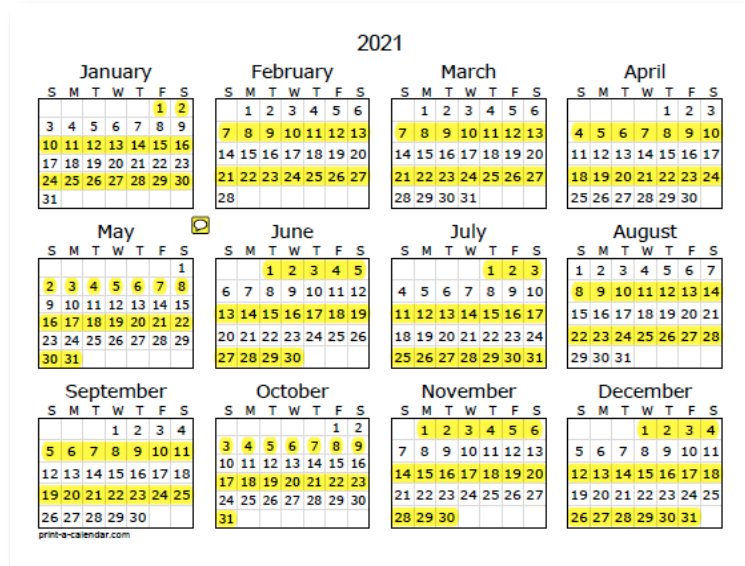 2021
January February March April
S M T W T F S S M T W T F S S M T W T F S S M T W T F S
1 2 1 2 3 4 5 6 1 2 3 4 5 6 1 2 3
3 4 5 6 7 8 9 7 8 9 10 11 12 13 7 8 9 10 11 12 13 4 5 6 7 8 9 10
10 11 12 13 14 15 16 14 15 16 17 18 19 20 14 15 16 17 18 19 20 11 12 13 14 15 16 17
17 18 19 20 21 22 23 21 22 23 24 25 26 27 21 22 23 24 25 26 27 18 19 20 21 22 23 24
24 25 26 27 28 29 30 28 28 29 30 31 25 26 27 28 29 30
31
May June July August
S M T W T F S S M T W T F S S M T W T F S S M T W T F S
1 1 2 3 4 5 1 2 3 1 2 3 4 5 6 7
2 3 4 5 6 7 8 6 7 8 9 10 11 12 4 5 6 7 8 9 10 8 9 10 11 12 13 14
9 10 11 12 13 14 15 13 14 15 16 17 18 19 11 12 13 14 15 16 17 15 16 17 18 19 20 21
16 17 18 19 20 21 22 20 21 22 23 24 25 26 18 19 20 21 22 23 24 22 23 24 25 26 27 28
23 24 25 26 27 28 29 27 28 29 30 25 26 27 28 29 30 31 29 30 31
30 31
September October November December
S M T W T F S S M T W T F S S M T W T F S S M T W T F S
1 2 3 4 1 2 1 2 3 4 5 6 1 2 3 4
5 6 7 8 9 10 11 3 4 5 6 7 8 9 7 8 9 10 11 12 13 5 6 7 8 9 10 11
12 13 14 15 16 17 18 10 11 12 13 14 15 16 14 15 16 17 18 19 20 12 13 14 15 16 17 18
19 20 21 22 23 24 25 17 18 19 20 21 22 23 21 22 23 24 25 26 27 19 20 21 22 23 24 25
26 27 28 29 30 24 25 26 27 28 29 30 28 29 30 26 27 28 29 30 31
31
print-a-calendar.com